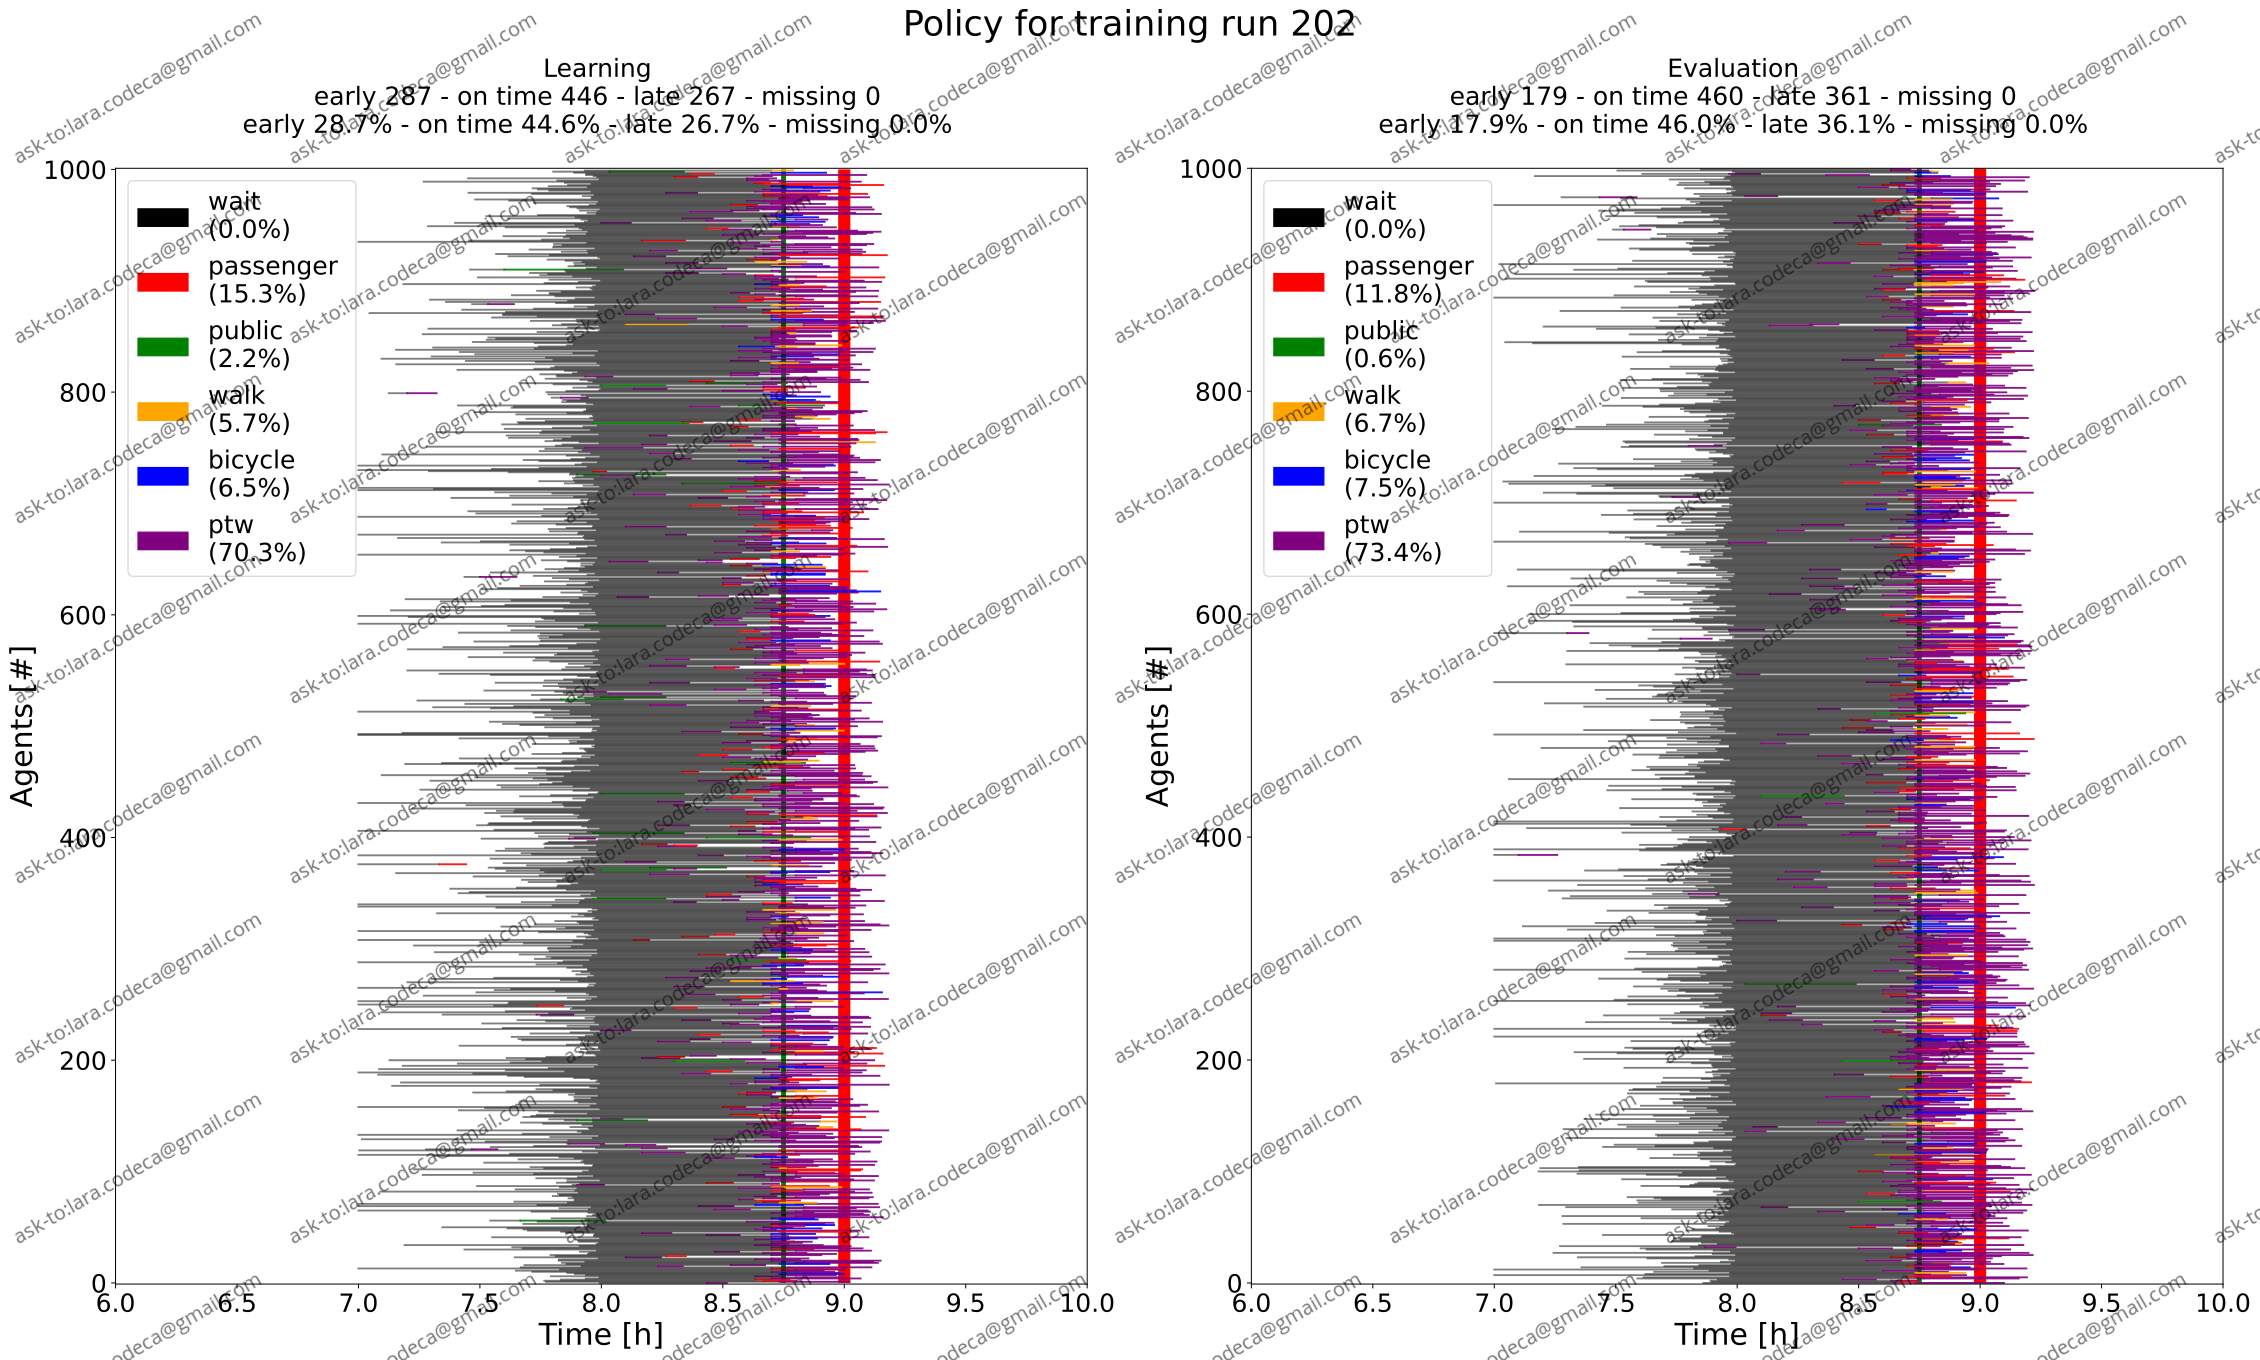 Policy for training run 202
Learning
early 287 - on time 446 - late 267 - missing 0
early 28.7% - on time 44.6% - late 26.7% - missing 0.0%
1000
800
600
400
200
0
Agents [#]
wait
(0.0%)
passenger
(15.3%)
public
(2.2%)
walk
(5.7%)
bicycle
(6.5%)
ptw
(70.3%)
6.0 6.5 7.0 7.5 8.0 8.5 9.0 9.5 10.0
Time [h]
Evaluation
early 179 - on time 460 - late 361 - missing 0
early 17.9% - on time 46.0% - late 36.1% - missing 0.0%
1000
800
600
400
200
0
Agents [#]
wait
(0.0%)
passenger
(11.8%)
public
(0.6%)
walk
(6.7%)
bicycle
(7.5%)
ptw
(73.4%)
6.0 6.5 7.0 7.5 8.0 8.5 9.0 9.5 10.0
Time [h]
ask-to:lara.codeca@gmail.com